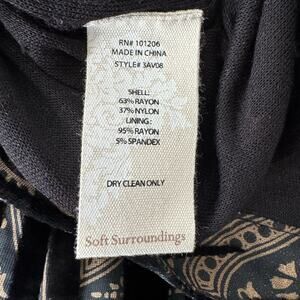 RN# 101206
MADE IN CHINA
STYLE# 3AV08
SHELL:
63% RAYON
37% NYLON
LINING:
95% RAYON
5% SPANDEX
DRY CLEAN ONLY
Soft Surroundings